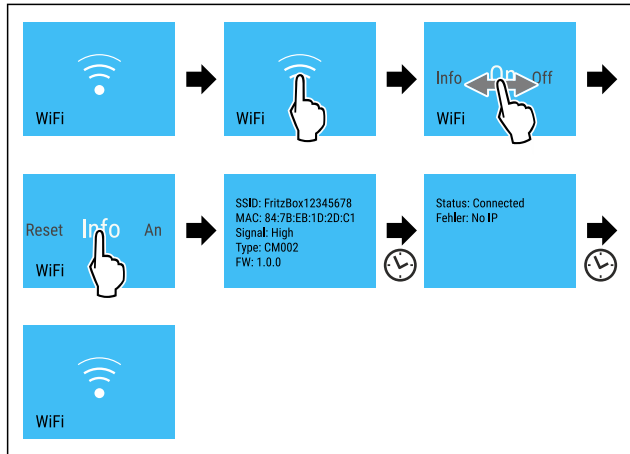 WiFi
WiFi
Info On Off
WiFi
Reset Info An
WiFi
SSID: FritzBox12345678
MAC: 84:7B:EB:1D:2D:C1
Signal: High
Type: CM002
FW: 1.0.0
Status: Connected
Fehler: No IP
WiFi